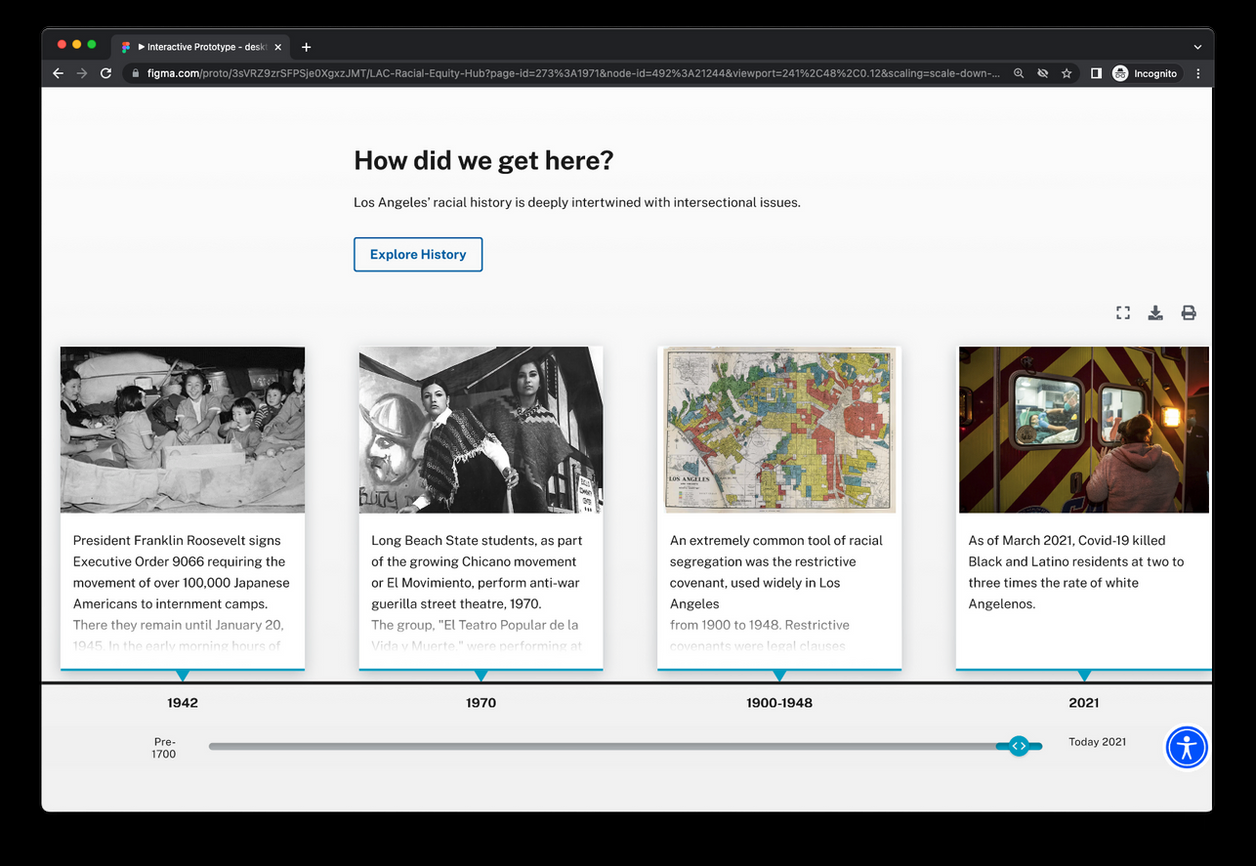 Interactive Prototype - desk
figma.com/proto/3sVRZ9zrSFPSje0XgxzJMT/LAC-Racial-Equity-Hub?page-id=273%3A1971&node-id=492%3A21244&viewport=241%2C48%2C0.12&scaling=scale-down-...
Incognito
How did we get here?
Los Angeles' racial history is deeply intertwined with intersectional issues.
Explore History
LOS ANGELES
President Franklin Roosevelt signs
Executive Order 9066 requiring the
movement of over 100,000 Japanese
Americans to internment camps.
There they remain until January 20,
1945. In the early morning hours of
1942
Long Beach State students, as part
of the growing Chicano movement
or El Movimiento, perform anti-war
guerilla street theatre, 1970.
The group, "El Teatro Popular de la
Vida y Muerte," were performing at
1970
An extremely common tool of racial
segregation was the restrictive
covenant, used widely in Los
Angeles
from 1900 to 1948. Restrictive
covenants were legal clauses
1900-1948
As of March 2021, Covid-19 killed
Black and Latino residents at two to
three times the rate of white
Angelenos.
2021
Pre-
1700
Today 2021